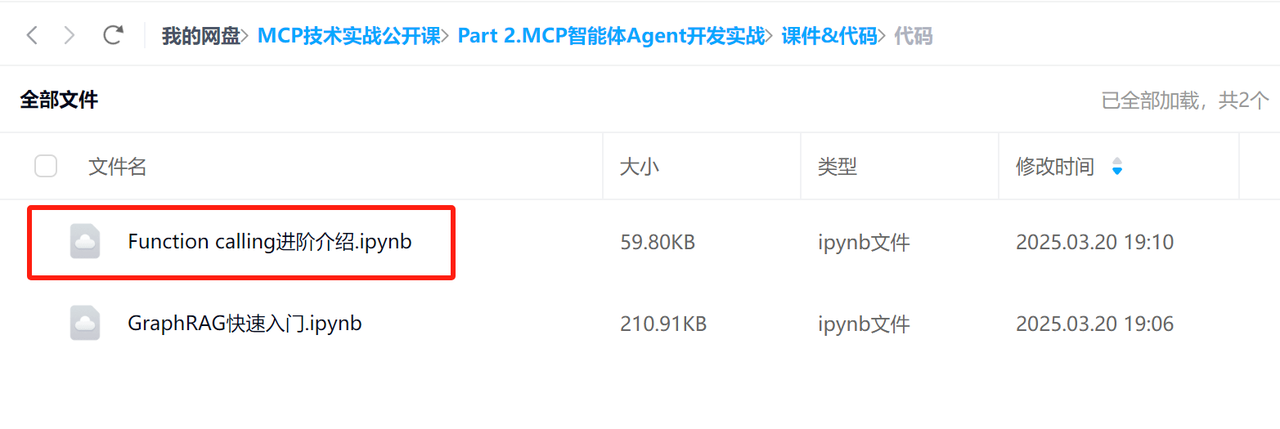 我的网盘> MCP技术实战公开课> Part 2.MCP智能体Agent开发实战> 课件&代码> 代码
全部文件 已全部加载，共2个
文件名 大小 类型 修改时间
Function calling进阶介绍.ipynb 59.80KB ipynb文件 2025.03.20 19:10
GraphRAG快速入门.ipynb 210.91KB ipynb文件 2025.03.20 19:06